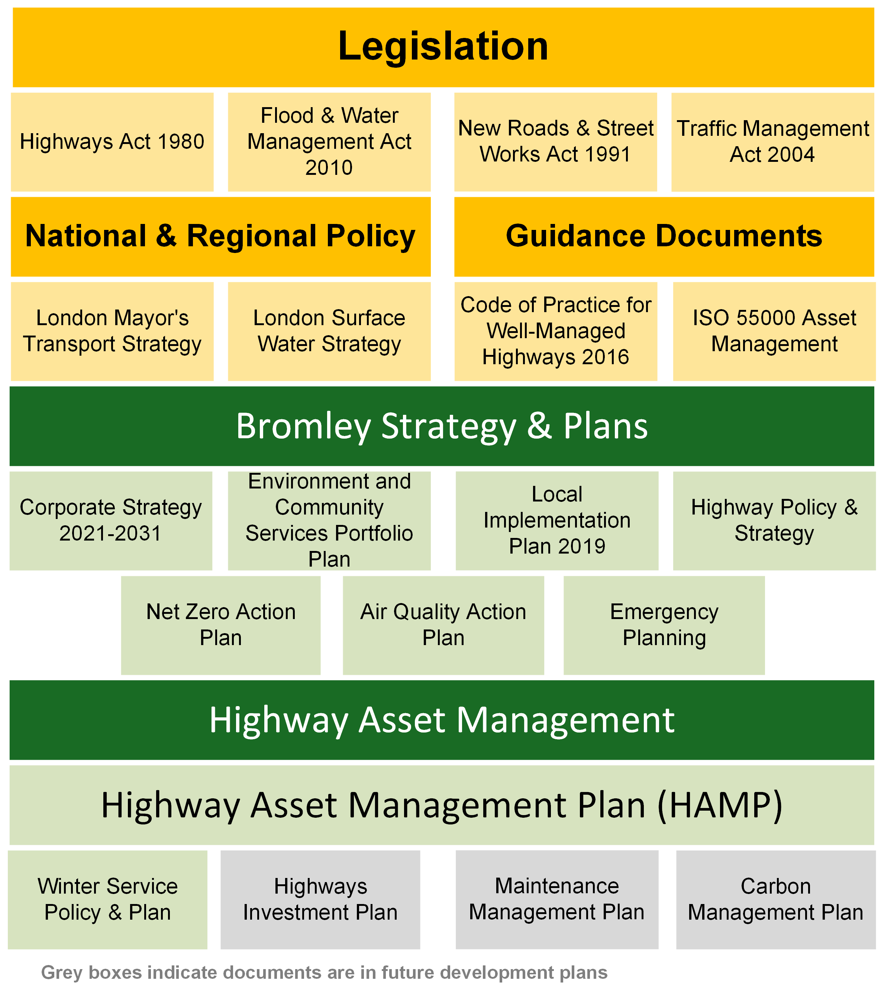 Legislation
Highways Act 1980
Flood & Water
Management Act
2010
New Roads & Street
Works Act 1991
Traffic Management
Act 2004
National & Regional Policy
Guidance Documents
London Mayor's
Transport Strategy
London Surface
Water Strategy
Code of Practice for
Well-Managed
Highways 2016
ISO 55000 Asset
Management
Bromley Strategy & Plans
Corporate Strategy
2021-2031
Environment and
Community
Services Portfolio
Plan
Local
Implementation
Plan 2019
Highway Policy &
Strategy
Net Zero Action
Plan
Air Quality Action
Plan
Emergency
Planning
Highway Asset Management
Highway Asset Management Plan (HAMP)
Winter Service
Policy & Plan
Highways
Investment Plan
Maintenance
Management Plan
Carbon
Management Plan
Grey boxes indicate documents are in future development plans